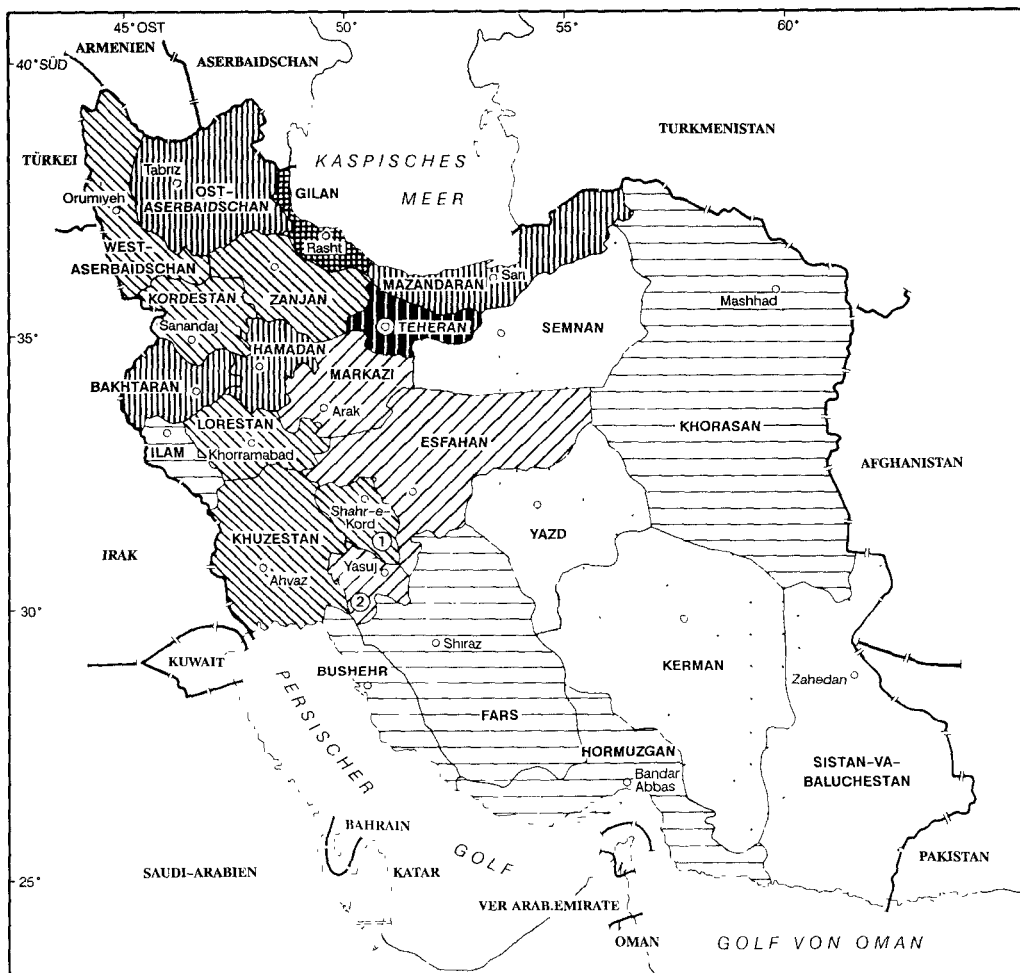 45° OST
50°
55°
60°
ARMENIEN
ASERBAIDSCHAN
40° SÜD
TURKMENISTAN
TÜRKEI
KASPISCHES
MEER
Tabriz
GILAN
Orumiyeh
OST-
ASERBAIDSCHAN
Rasht
WEST-
ASERBAIDSCHAN
MAZANDARAN
Sari
KORDESTAN
ZANJAN
Mashhad
TEHERAN
SEMNAN
Sanandaj
35°
HAMADAN
MARKAZI
BAKHTARAN
Arak
LORESTAN
KHORASAN
ESFAHAN
ILAM
Khorramabad
AFGHANISTAN
Shahr-e-
Kord
YAZD
KHUZESTAN
1
IRAK
Yasuj
Ahvaz
2
30°
Shiraz
KUWAIT
BUSHEHR
KERMAN
Zahedan
PERSISCHER
FARS
HORMUZGAN
SISTAN-VA-
BALUCHESTAN
Bandar
Abbas
BAHRAIN
GOLF
PAKISTAN
SAUDI-ARABIEN
KATAR
25°
VER ARAB.EMIRATE
OMAN
GOLF VON OMAN